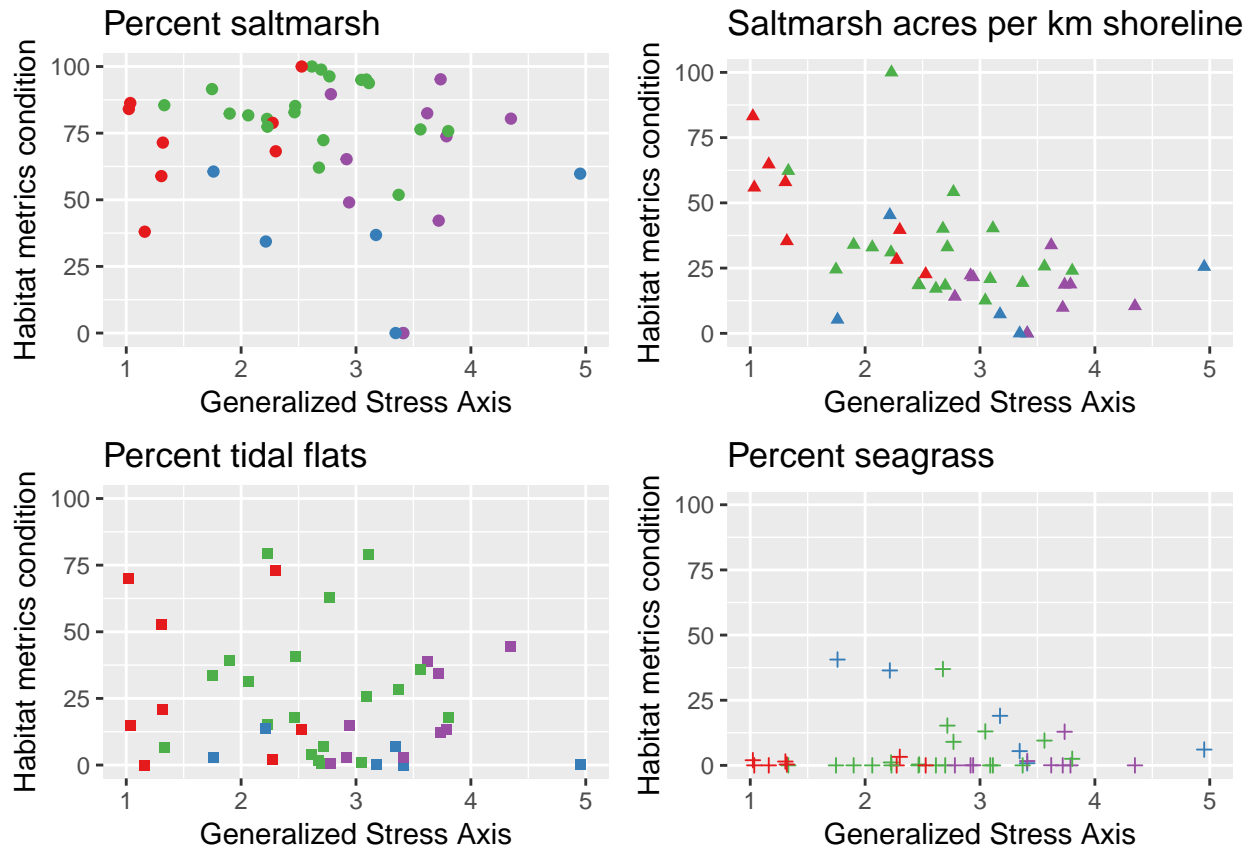 Percent saltmarsh
Habitat metrics condition
100
75
50
25
0
1 2 3 4 5
Generalized Stress Axis
Saltmarsh acres per km shoreline
Habitat metrics condition
100
75
50
25
0
1 2 3 4 5
Generalized Stress Axis
Percent tidal flats
Habitat metrics condition
100
75
50
25
0
1 2 3 4 5
Generalized Stress Axis
Percent seagrass
Habitat metrics condition
100
75
50
25
0
1 2 3 4 5
Generalized Stress Axis